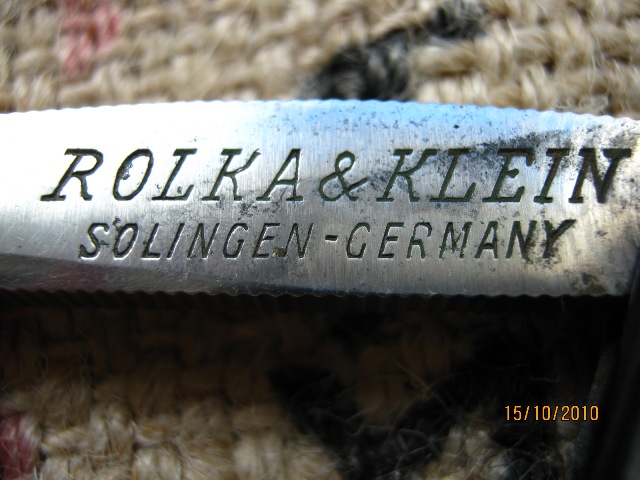 ROLKA & KLEIN
SOLINGEN-GERMANY
15/10/2010